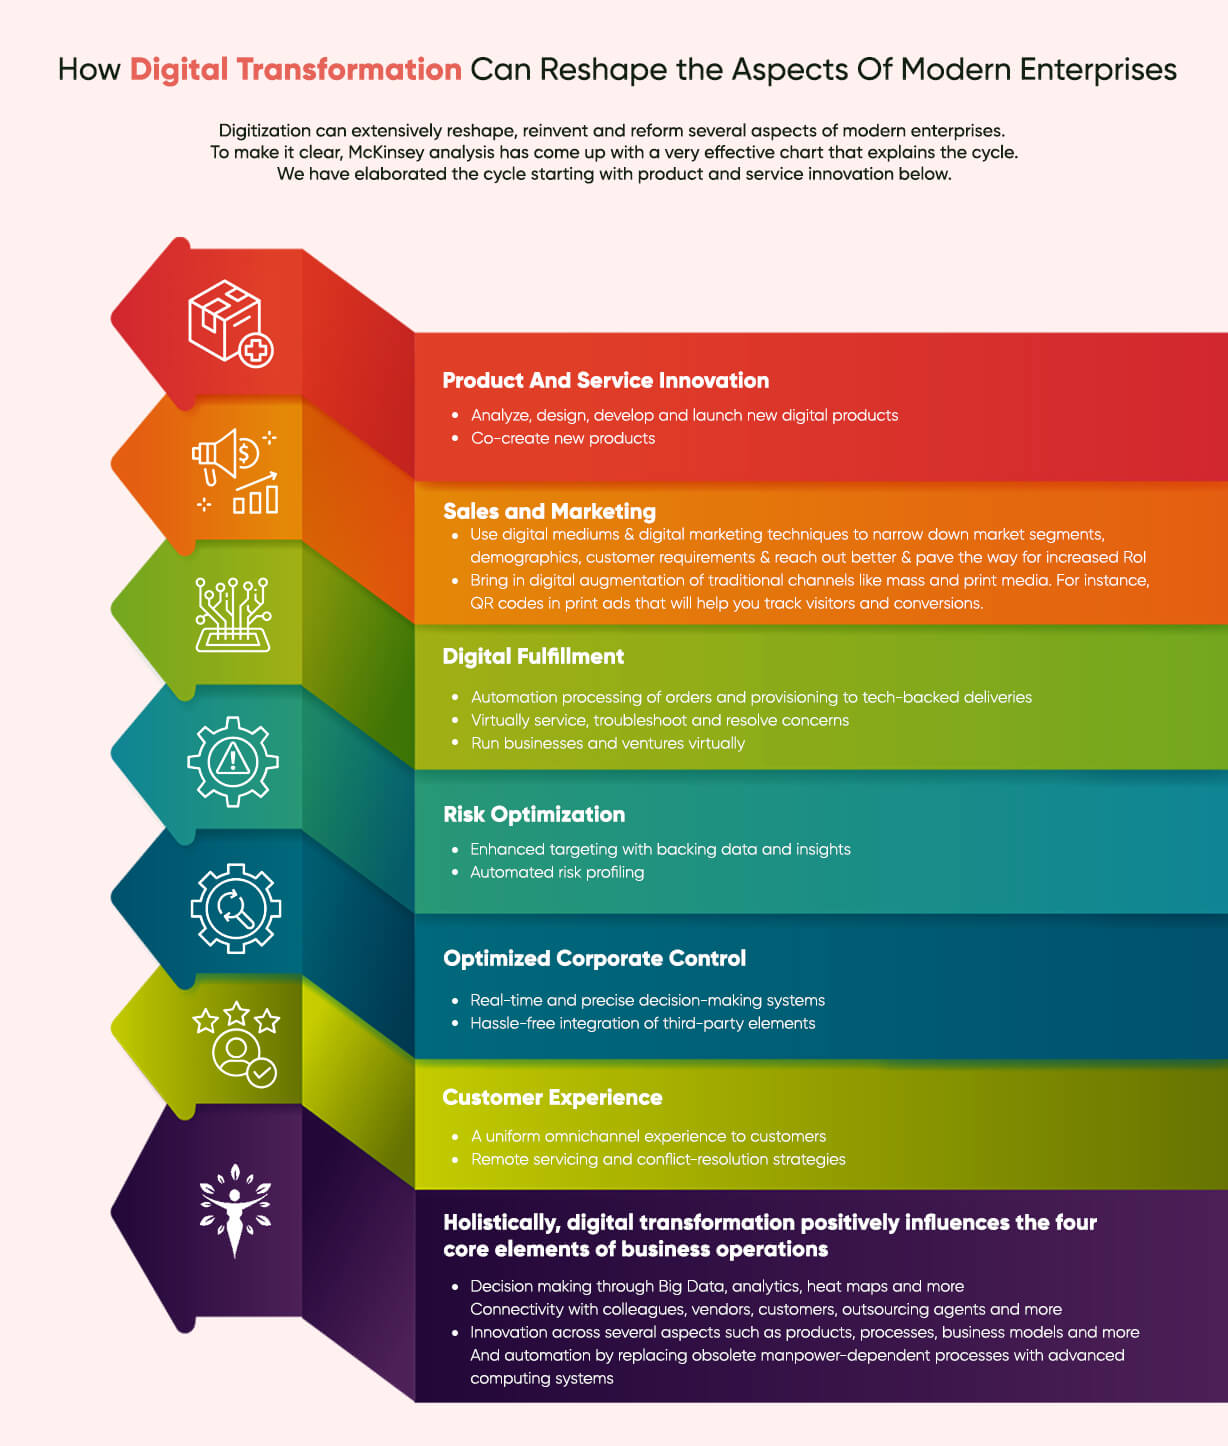 How Digital Transformation Can Reshape the Aspects Of Modern Enterprises
Digitization can extensively reshape, reinvent and reform several aspects of modern enterprises.
To make it clear, McKinsey analysis has come up with a very effective chart that explains the cycle.
We have elaborated the cycle starting with product and service innovation below.
Product And Service Innovation
• Analyze, design, develop and launch new digital products
• Co-create new products
Sales and Marketing
• Use digital mediums & digital marketing techniques to narrow down market segments,
demographics, customer requirements & reach out better & pave the way for increased RoI
• Bring in digital augmentation of traditional channels like mass and print media. For instance,
QR codes in print ads that will help you track visitors and conversions.
Digital Fulfillment
• Automation processing of orders and provisioning to tech-backed deliveries
• Virtually service, troubleshoot and resolve concerns
• Run businesses and ventures virtually
Risk Optimization
• Enhanced targeting with backing data and insights
• Automated risk profiling
Optimized Corporate Control
• Real-time and precise decision-making systems
• Hassle-free integration of third-party elements
Customer Experience
• A uniform omnichannel experience to customers
• Remote servicing and conflict-resolution strategies
Holistically, digital transformation positively influences the four
core elements of business operations
• Decision making through Big Data, analytics, heat maps and more
Connectivity with colleagues, vendors, customers, outsourcing agents and more
• Innovation across several aspects such as products, processes, business models and more
And automation by replacing obsolete manpower-dependent processes with advanced
computing systems